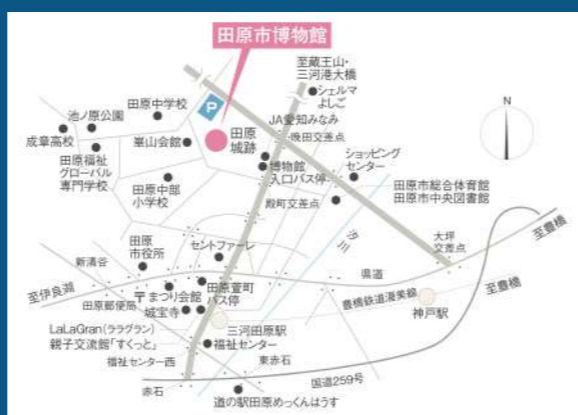 田原市博物館
至蔵王山・
三河港大橋
シェルマ
よしご
N
池ノ原公園
田原中学校
P
JA愛知みなみ
成章高校
崋山会館
田原
城跡
晩田交差点
田原福祉
グローバル
専門学校
博物館
入口バス停
ショッピング
センター
田原中部
小学校
殿町交差点
田原市総合体育館
田原市中央図書館
汐川
大坪
交差点
至豊橋
田原
市役所
セントファーレ
新清谷
県道
至伊良湖
〒まつり会館
田原萱町
バス停
豊橋鉄道渥美線
至豊橋
田原郵便局
城宝寺
神戸駅
LaLaGran(ララグラン)
親子交流館「すくっと」
三河田原駅
福祉センター
福祉センター西
東赤石
国道259号
赤石
道の駅田原めっくんはうす